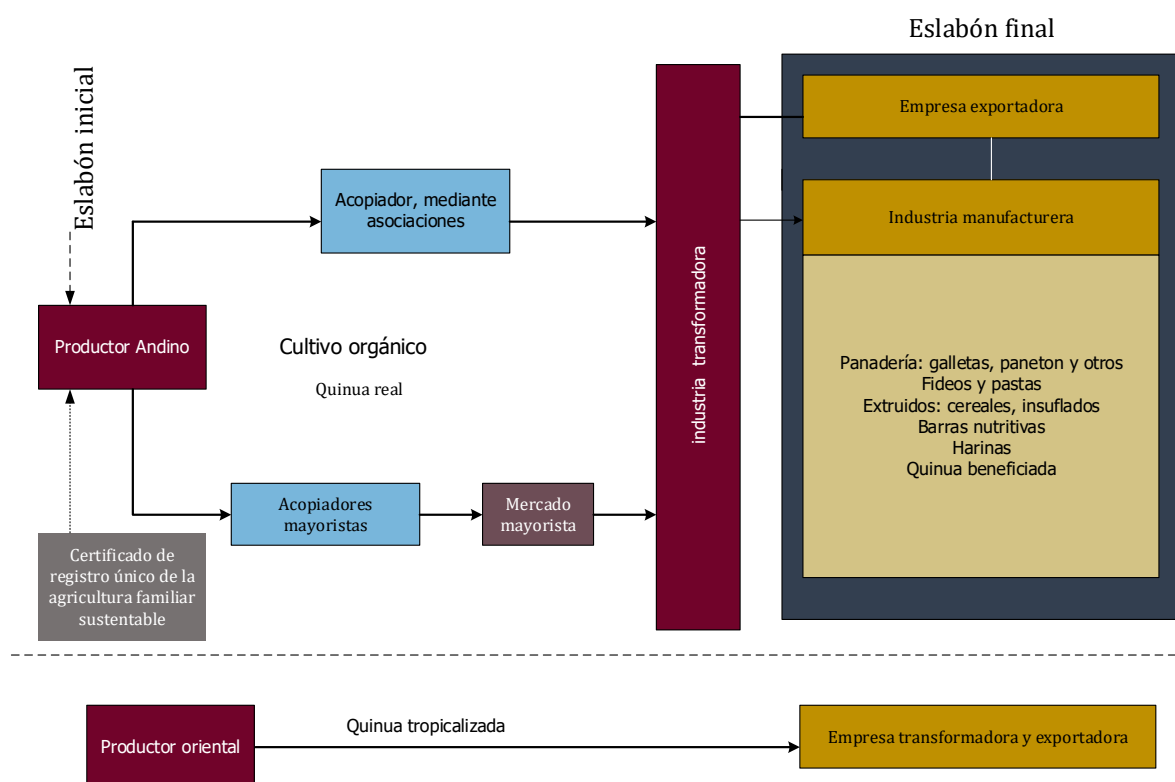 Eslabón final
Eslabón inicial
Empresa exportadora
Acopiador, mediante
asociaciones
Industria manufacturera
industria transformadora
Productor Andino
Cultivo orgánico
Quinua real
Panadería: galletas, paneton y otros
Fideos y pastas
Extruidos: cereales, insuflados
Barras nutritivas
Harinas
Quinua beneficiada
Acopiadores
mayoristas
Mercado
mayorista
Certificado de
registro único de la
agricultura familiar
sustentable
Productor oriental
Quinua tropicalizada
Empresa transformadora y exportadora